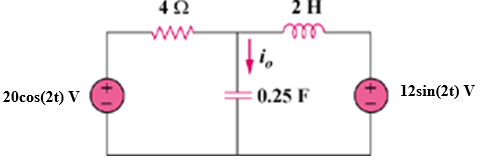 4 Ω
2 H
i_o
20cos(2t) V
+
0.25 F
+
12sin(2t) V